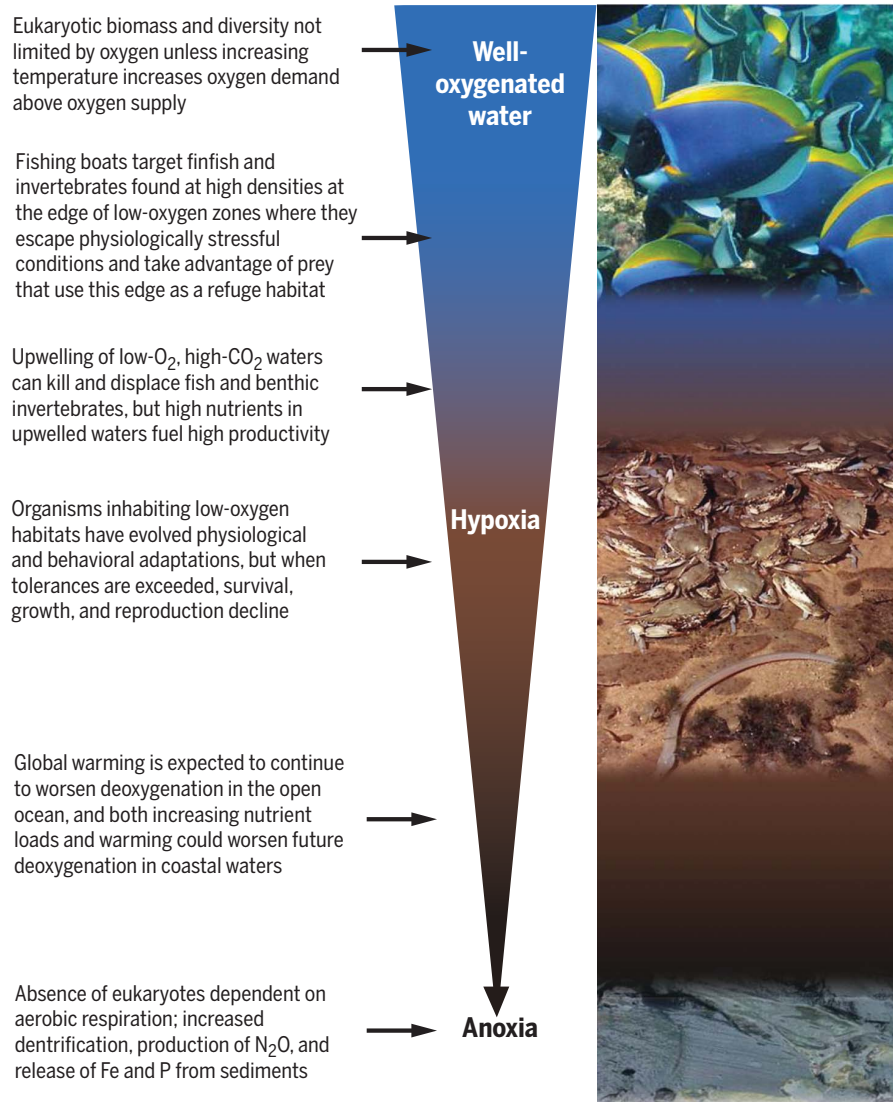 Eukaryotic biomass and diversity not
limited by oxygen unless increasing
temperature increases oxygen demand
above oxygen supply
Well-
oxygenated
water
Fishing boats target finfish and
invertebrates found at high densities at
the edge of low-oxygen zones where they
escape physiologically stressful
conditions and take advantage of prey
that use this edge as a refuge habitat
Upwelling of low-O₂, high-CO₂ waters
can kill and displace fish and benthic
invertebrates, but high nutrients in
upwelled waters fuel high productivity
Organisms inhabiting low-oxygen
habitats have evolved physiological
and behavioral adaptations, but when
tolerances are exceeded, survival,
growth, and reproduction decline
Hypoxia
Global warming is expected to continue
to worsen deoxygenation in the open
ocean, and both increasing nutrient
loads and warming could worsen future
deoxygenation in coastal waters
Absence of eukaryotes dependent on
aerobic respiration; increased
dentrification, production of N₂O, and
release of Fe and P from sediments
Anoxia